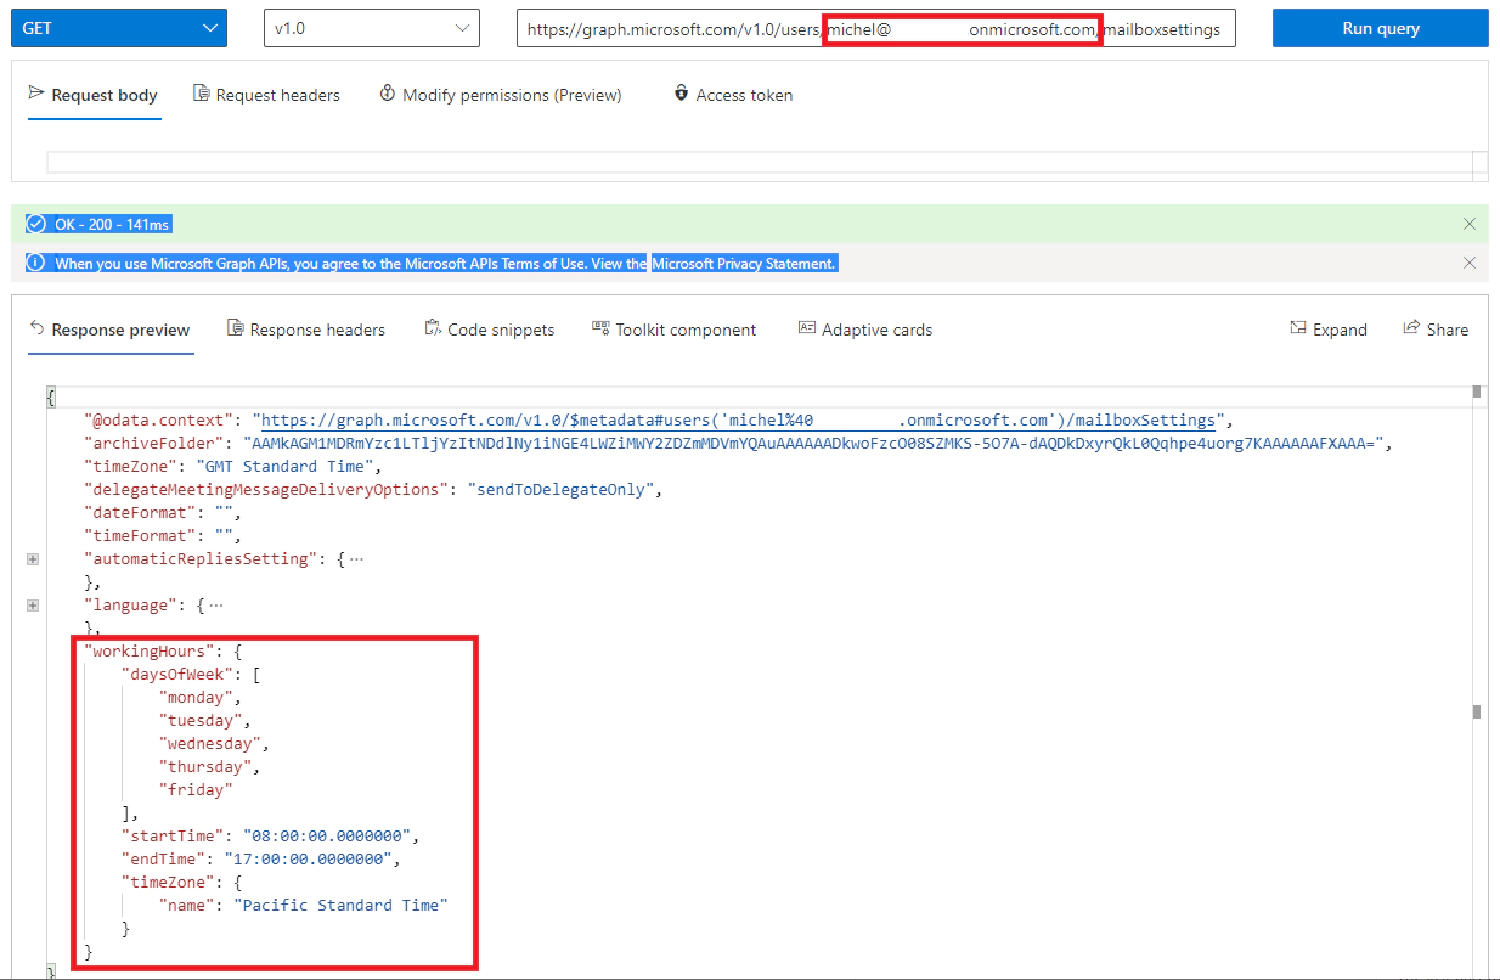 GET v1.0 https://graph.microsoft.com/v1.0/users/michel@ onmicrosoft.com/mailboxsettings Run query
Request body Request headers Modify permissions (Preview) Access token
OK - 200 - 141ms
When you use Microsoft Graph APIs, you agree to the Microsoft APIs Terms of Use. View the Microsoft Privacy Statement.
Response preview Response headers Code snippets Toolkit component Adaptive cards Expand Share
{
"@odata.context": "https://graph.microsoft.com/v1.0/$metadata#users('michel%40 .onmicrosoft.com')/mailboxSettings",
"archiveFolder": "AAMkAGM1MDRmYzc1LTljYzItNDdlNy1iNGE4LWZiMWY2ZDZmMDVmYQAuAAAAAADkwoFzcO08SZMKS-5O7A-dAQDkDxyrQkL0Qqhpe4uorg7KAAAAAAFXAAA=",
"timeZone": "GMT Standard Time",
"delegateMeetingMessageDeliveryOptions": "sendToDelegateOnly",
"dateFormat": "",
"timeFormat": "",
"automaticRepliesSetting": { ···
},
"language": { ···
},
"workingHours": {
"daysOfWeek": [
"monday",
"tuesday",
"wednesday",
"thursday",
"friday"
],
"startTime": "08:00:00.0000000",
"endTime": "17:00:00.0000000",
"timeZone": {
"name": "Pacific Standard Time"
}
}
}